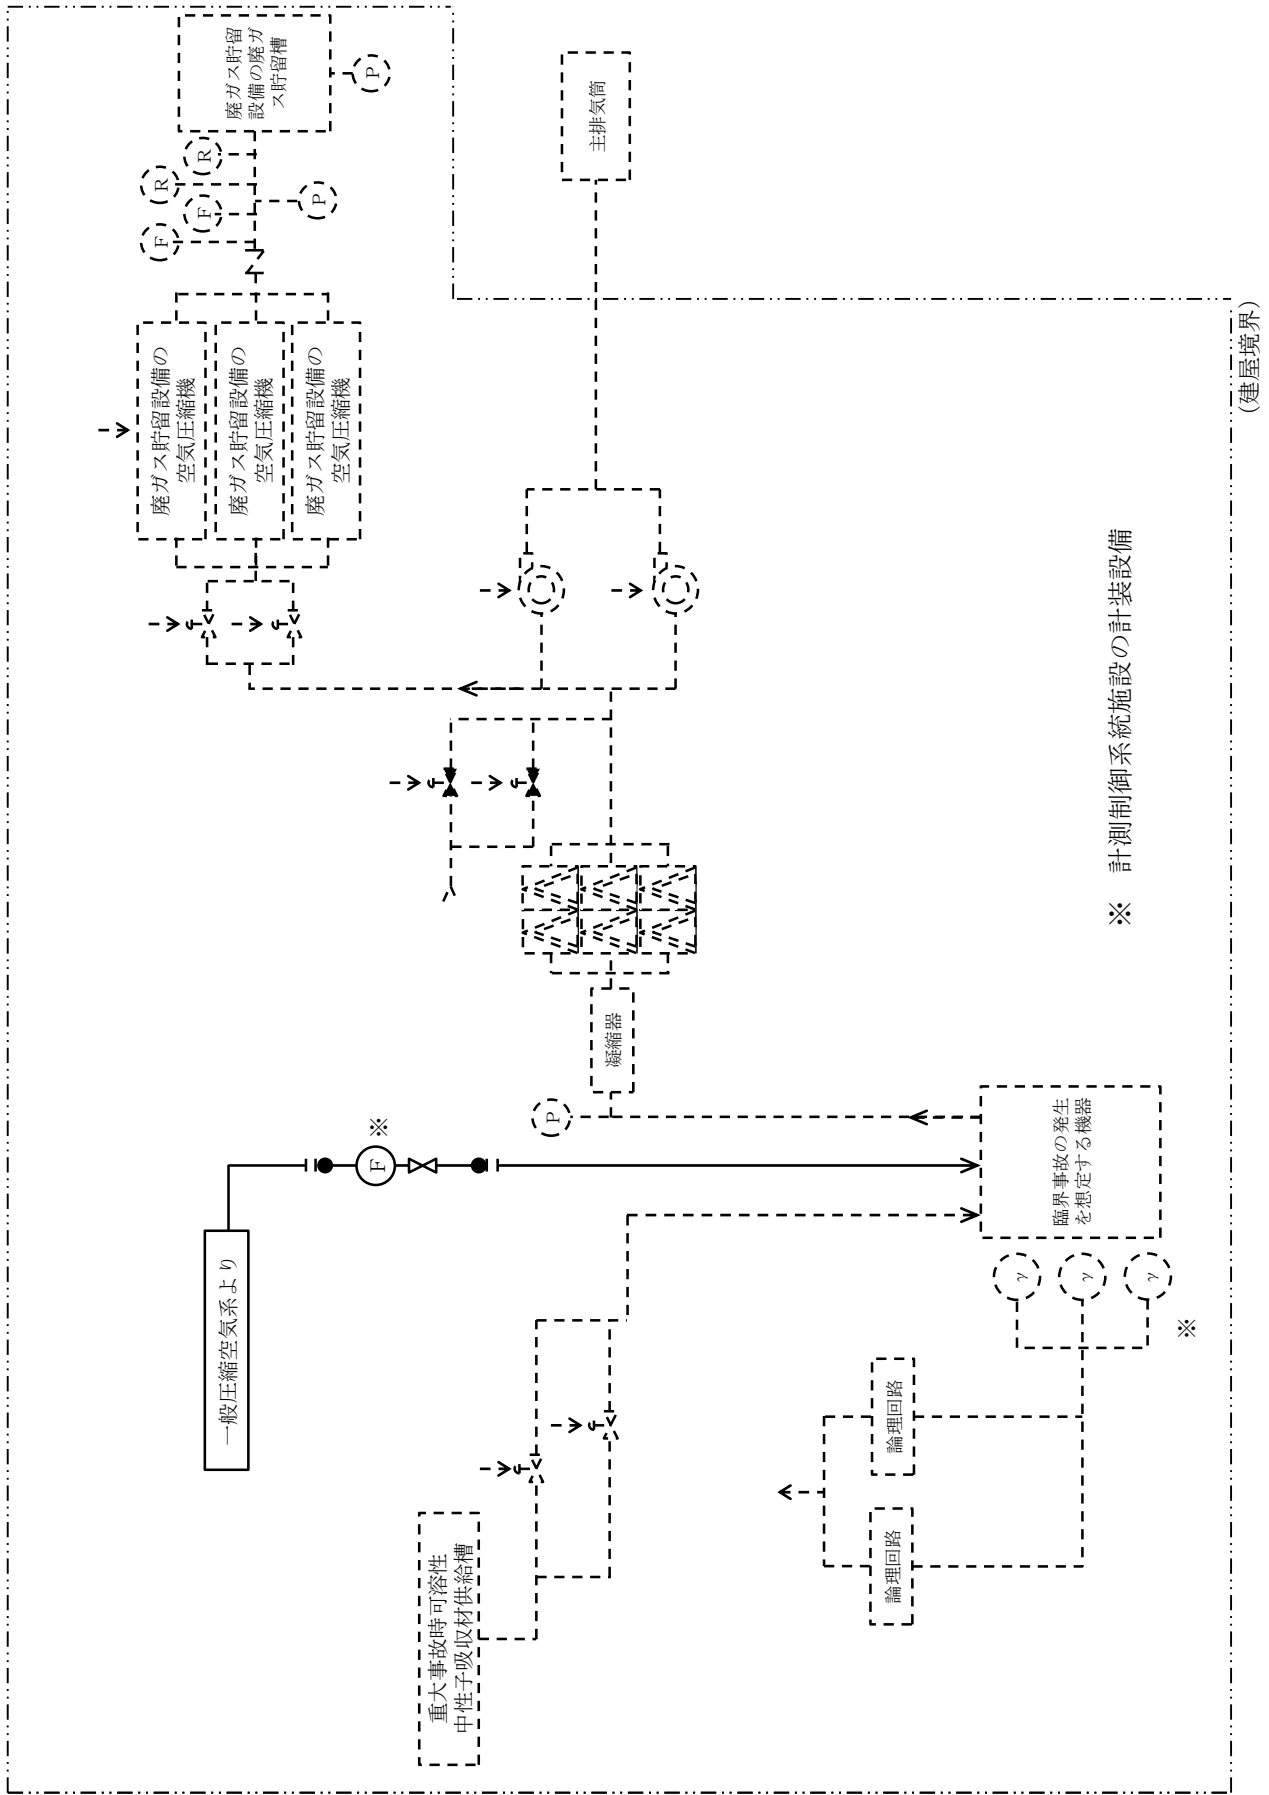 重大事故時可溶性
中性子吸収材供給槽
一般圧縮空気系より
論理回路
論理回路
※
γ
γ
γ
臨界事故の発生
を想定する機器
F
※
P
凝縮器
※ 計測制御系統施設の計装設備
廃ガス貯留設備の
空気圧縮機
廃ガス貯留設備の
空気圧縮機
廃ガス貯留設備の
空気圧縮機
(建屋境界)
F
F
R
R
P
廃ガス貯留
設備の廃ガ
ス貯留槽
P
主排気筒